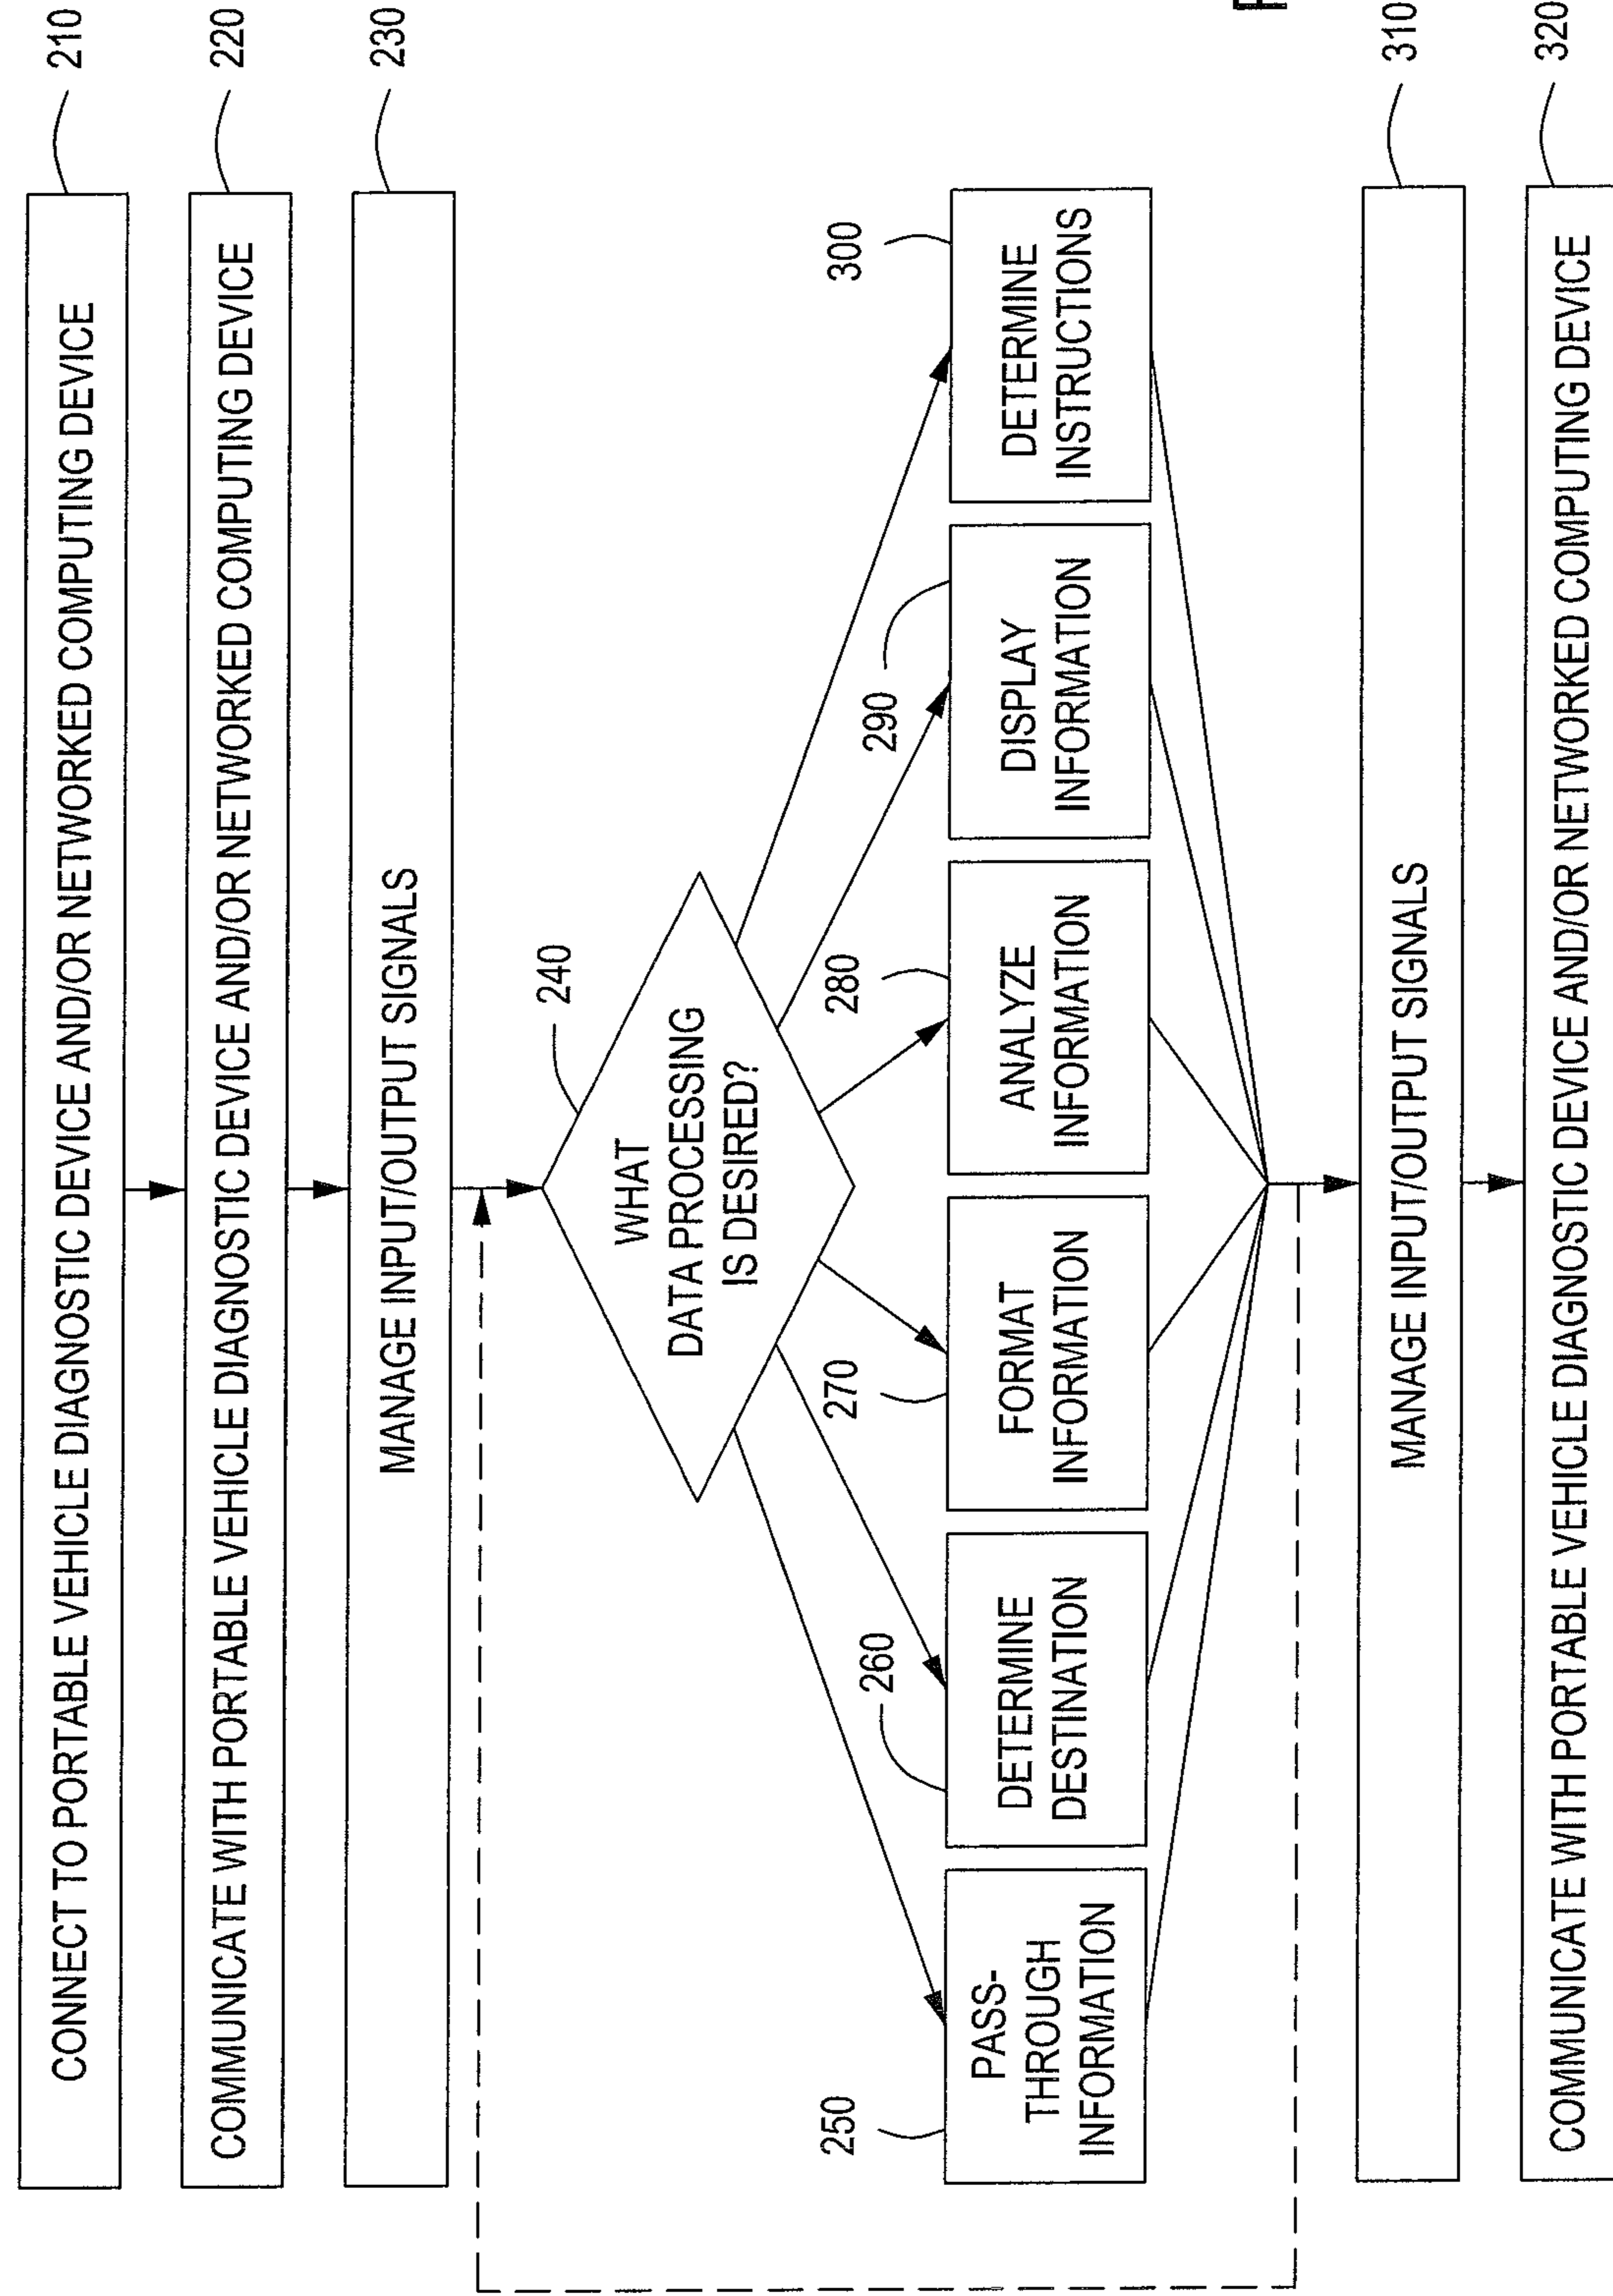 CONNECT TO PORTABLE VEHICLE DIAGNOSTIC DEVICE AND/OR NETWORKED COMPUTING DEVICE
210
COMMUNICATE WITH PORTABLE VEHICLE DIAGNOSTIC DEVICE AND/OR NETWORKED COMPUTING DEVICE
220
MANAGE INPUT/OUTPUT SIGNALS
230
240
WHAT
DATA PROCESSING
IS DESIRED?
250
PASS-
THROUGH
INFORMATION
260
DETERMINE
DESTINATION
270
FORMAT
INFORMATION
280
ANALYZE
INFORMATION
290
DISPLAY
INFORMATION
300
DETERMINE
INSTRUCTIONS
MANAGE INPUT/OUTPUT SIGNALS
310
COMMUNICATE WITH PORTABLE VEHICLE DIAGNOSTIC DEVICE AND/OR NETWORKED COMPUTING DEVICE
320